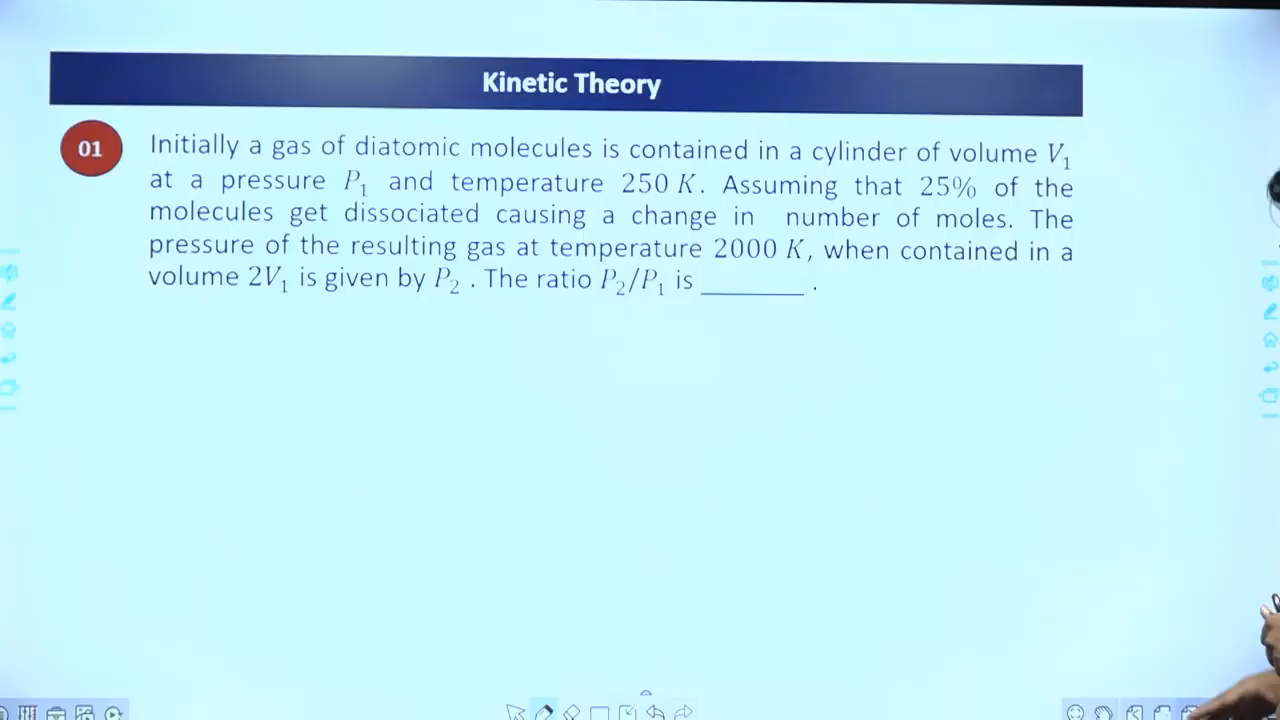 Kinetic Theory
01
Initially a gas of diatomic molecules is contained in a cylinder of volume V₁
at a pressure P₁ and temperature 250 K. Assuming that 25% of the
molecules get dissociated causing a change in number of moles. The
pressure of the resulting gas at temperature 2000 K, when contained in a
volume 2V₁ is given by P₂ . The ratio P₂/P₁ is ________ .